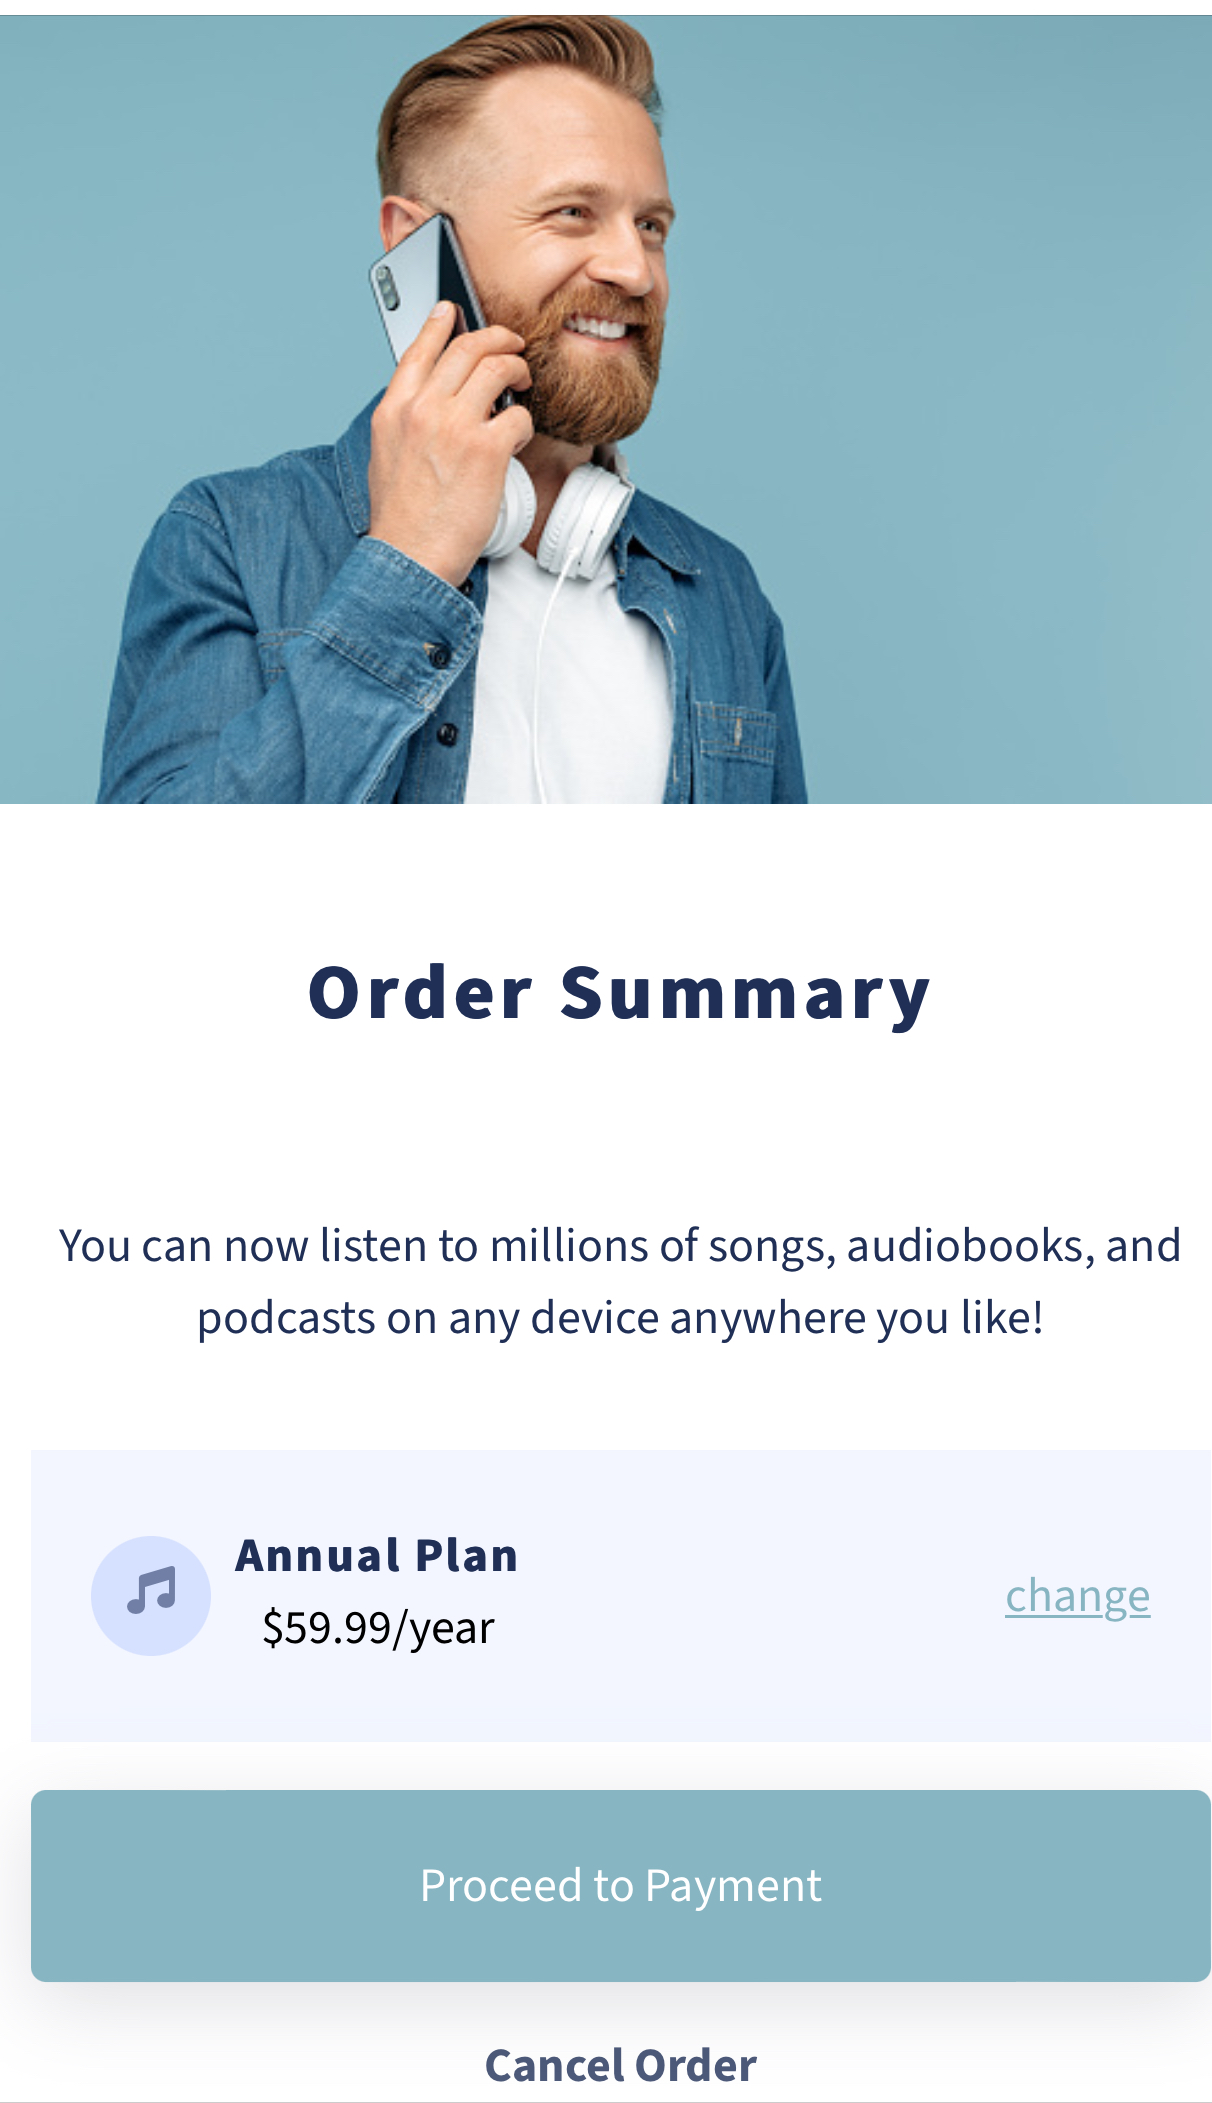 Order Summary
You can now listen to millions of songs, audiobooks, and
podcasts on any device anywhere you like!
Annual Plan
$59.99/year
change
Proceed to Payment
Cancel Order